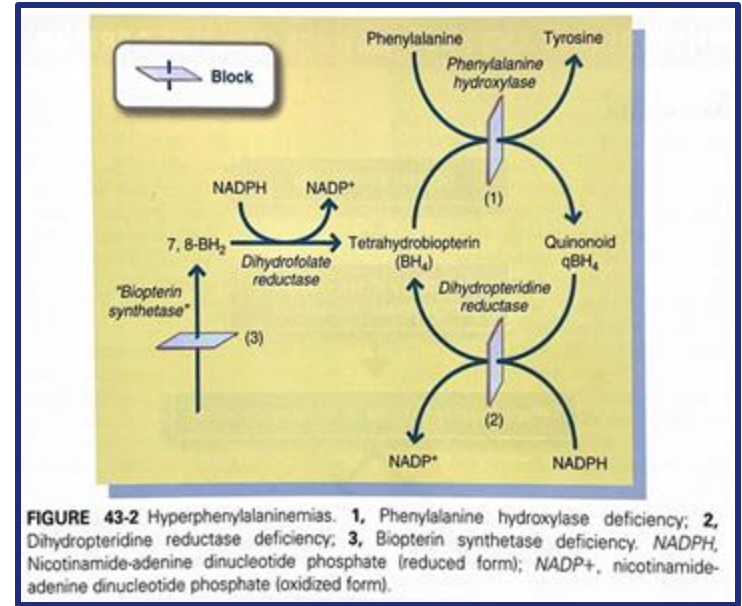 Block
Phenylalanine
Tyrosine
Phenylalanine
hydroxylase
(1)
NADPH
NADP+
7, 8-BH₂
Dihydrofolate
reductase
Tetrahydrobiopterin
(BH₄)
Quinonoid
qBH₄
"Biopterin
synthetase"
(3)
Dihydropteridine
reductase
(2)
NADP+
NADPH
FIGURE 43-2 Hyperphenylalaninemias. 1, Phenylalanine hydroxylase deficiency; 2,
Dihydropteridine reductase deficiency; 3, Biopterin synthetase deficiency. NADPH,
Nicotinamide-adenine dinucleotide phosphate (reduced form); NADP+, nicotinamide-
adenine dinucleotide phosphate (oxidized form).